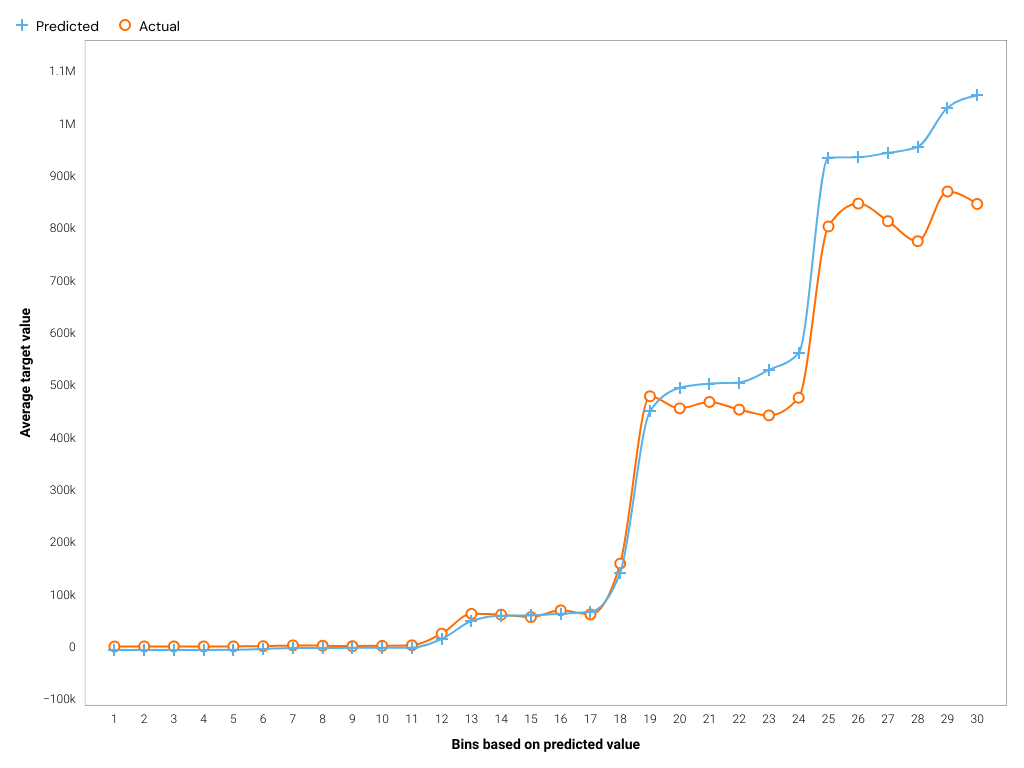 Predicted Actual
1.1M
1M
900k
800k
700k
600k
500k
400k
300k
200k
100k
0
−100k
Average target value
1 2 3 4 5 6 7 8 9 10 11 12 13 14 15 16 17 18 19 20 21 22 23 24 25 26 27 28 29 30
Bins based on predicted value